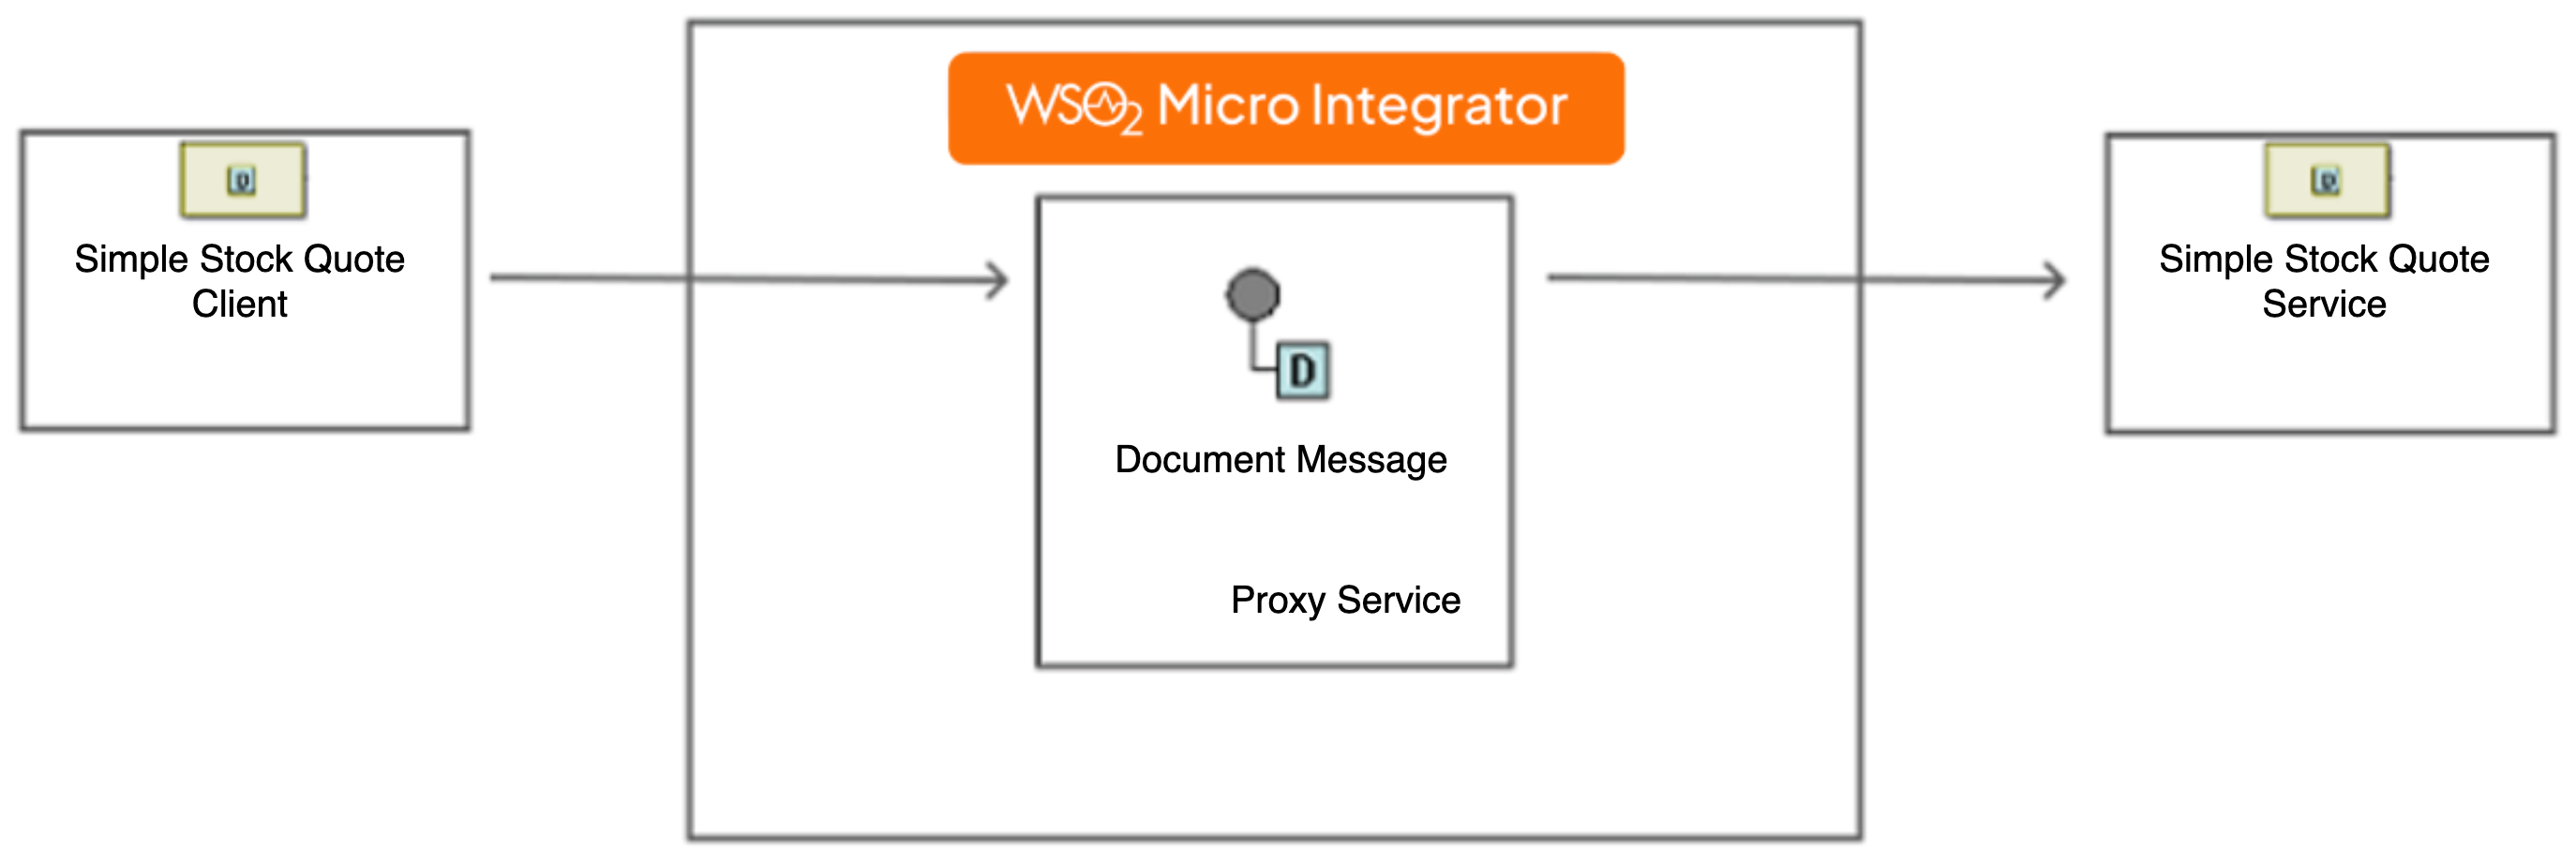 WSO2 Micro Integrator
D
Simple Stock Quote
Client
D
Document Message
Proxy Service
D
Simple Stock Quote
Service